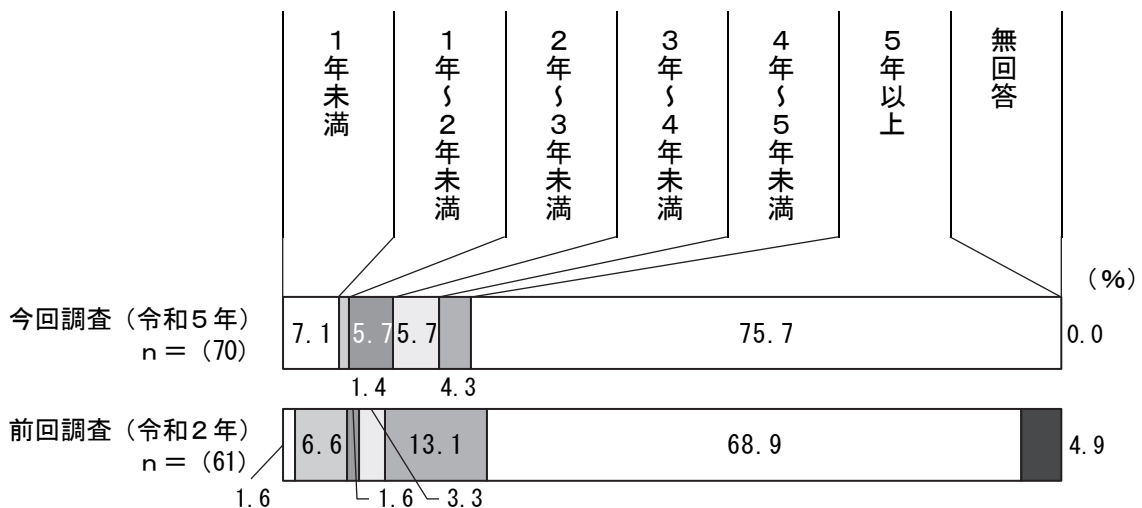 １年未満
１年～２年未満
２年～３年未満
３年～４年未満
４年～５年未満
５年以上
無回答
（％）
今回調査（令和５年）
ｎ＝（70）
7.1
5.7
5.7
75.7
0.0
1.4
4.3
前回調査（令和２年）
ｎ＝（61）
6.6
13.1
68.9
4.9
1.6
1.6
3.3